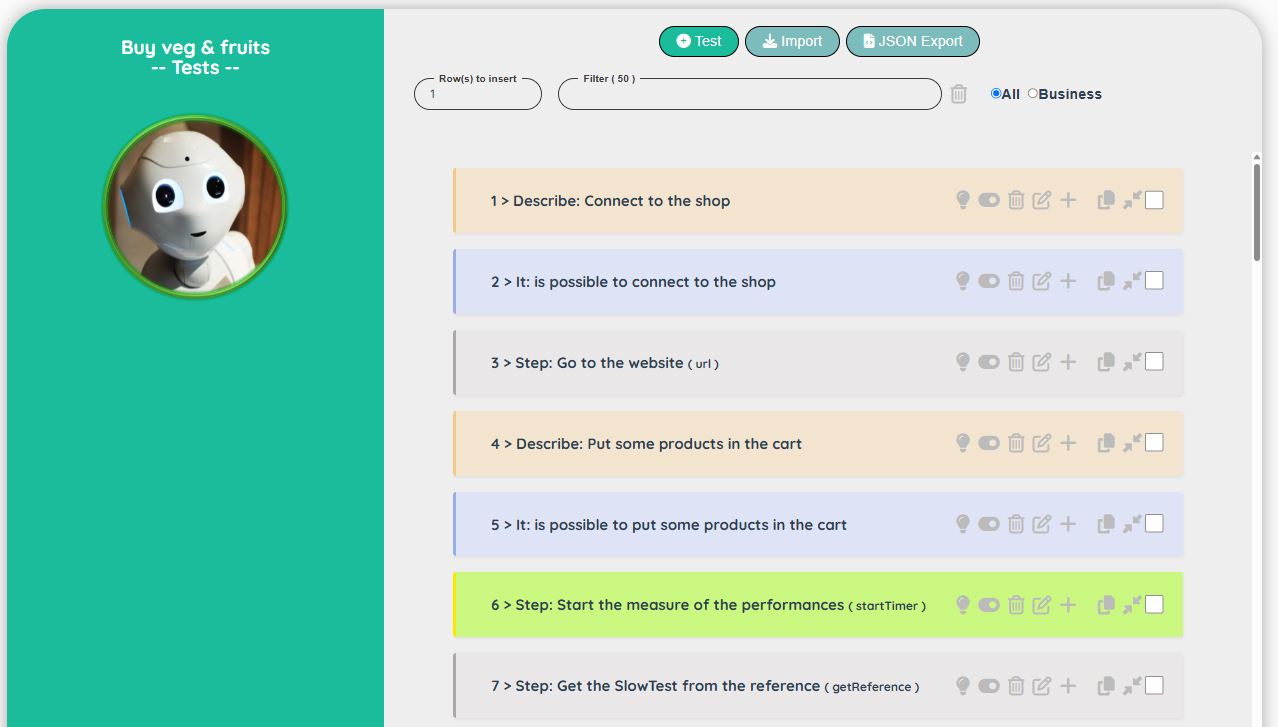 Buy veg & fruits
-- Tests --
Test
Import
JSON Export
Row(s) to insert
1
Filter ( 50 )
All
Business
1 > Describe: Connect to the shop
2 > It: is possible to connect to the shop
3 > Step: Go to the website ( url )
4 > Describe: Put some products in the cart
5 > It: is possible to put some products in the cart
6 > Step: Start the measure of the performances ( startTimer )
7 > Step: Get the SlowTest from the reference ( getReference )